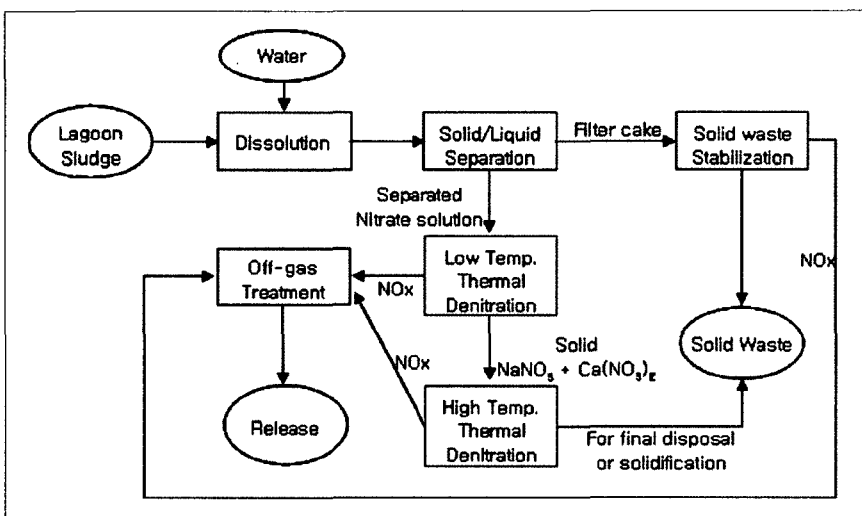 Water
Lagoon
Sludge
Dissolution
Solid/Liquid
Separation
Filter cake
Solid waste
Stabilization
Separated
Nitrate solution
NOx
Off-gas
Treatment
NOx
Low Temp.
Thermal
Denitration
Solid
NaNO₃ + Ca(NO₃)₂
NOx
Solid Waste
Release
High Temp.
Thermal
Denitration
For final disposal
or solidification